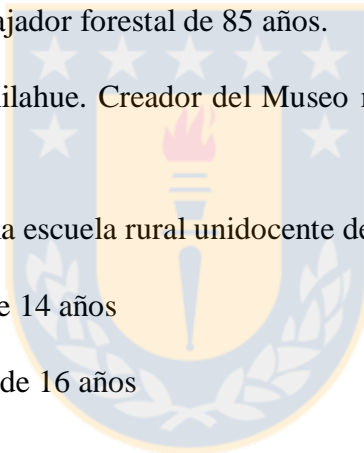 ajador forestal de 85 años.
ilahue. Creador del Museo
a escuela rural unidocente de
e 14 años
de 16 años